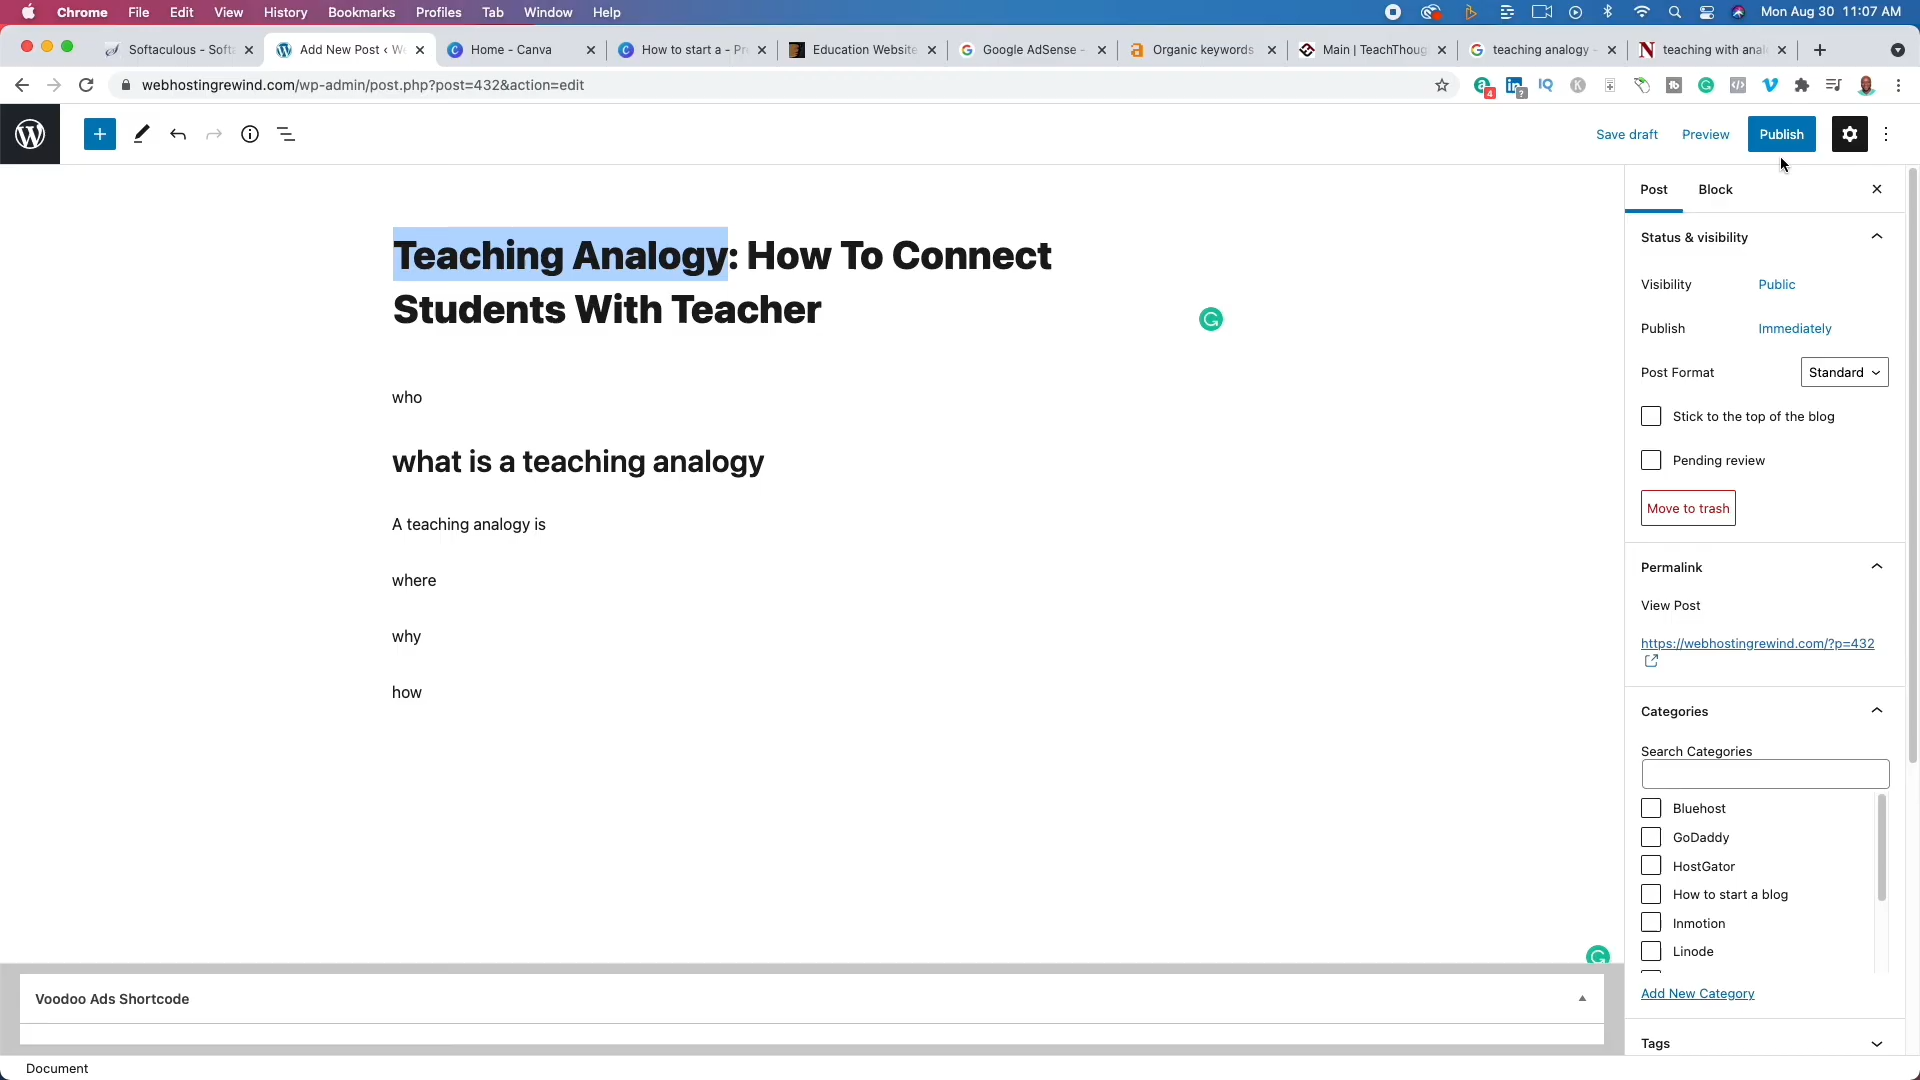 Chrome File Edit View History Bookmarks Profiles Tab Window Help Mon Aug 30 11:07 AM
Softaculous - Soft Add New Post ‹ W Home - Canva How to start a - Pr Education Website Google AdSense - Organic keywords Main | TeachThoug teaching analogy - teaching with anal
webhostingrewind.com/wp-admin/post.php?post=432&action=edit
Save draft Preview Publish
Post Block
Status & visibility
Teaching Analogy: How To Connect
Students With Teacher
Visibility Public
Publish Immediately
Post Format Standard
who
Stick to the top of the blog
what is a teaching analogy
Pending review
Move to trash
A teaching analogy is
Permalink
where
View Post
why
https://webhostingrewind.com/?p=432
how
Categories
Search Categories
Bluehost
GoDaddy
HostGator
How to start a blog
Inmotion
Linode
Add New Category
Voodoo Ads Shortcode
Tags
Document